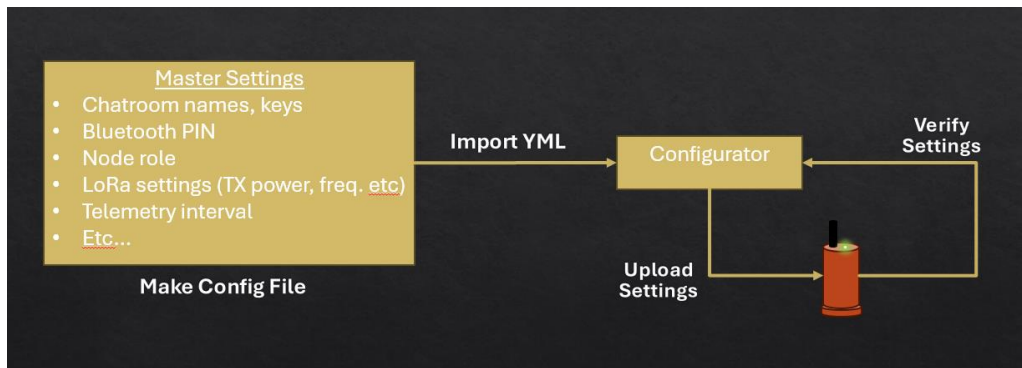 Master Settings
• Chatroom names, keys
• Bluetooth PIN
• Node role
• LoRa settings (TX power, freq. etc)
• Telemetry interval
• Etc...
Make Config File
Import YML
Configurator
Upload
Settings
Verify
Settings